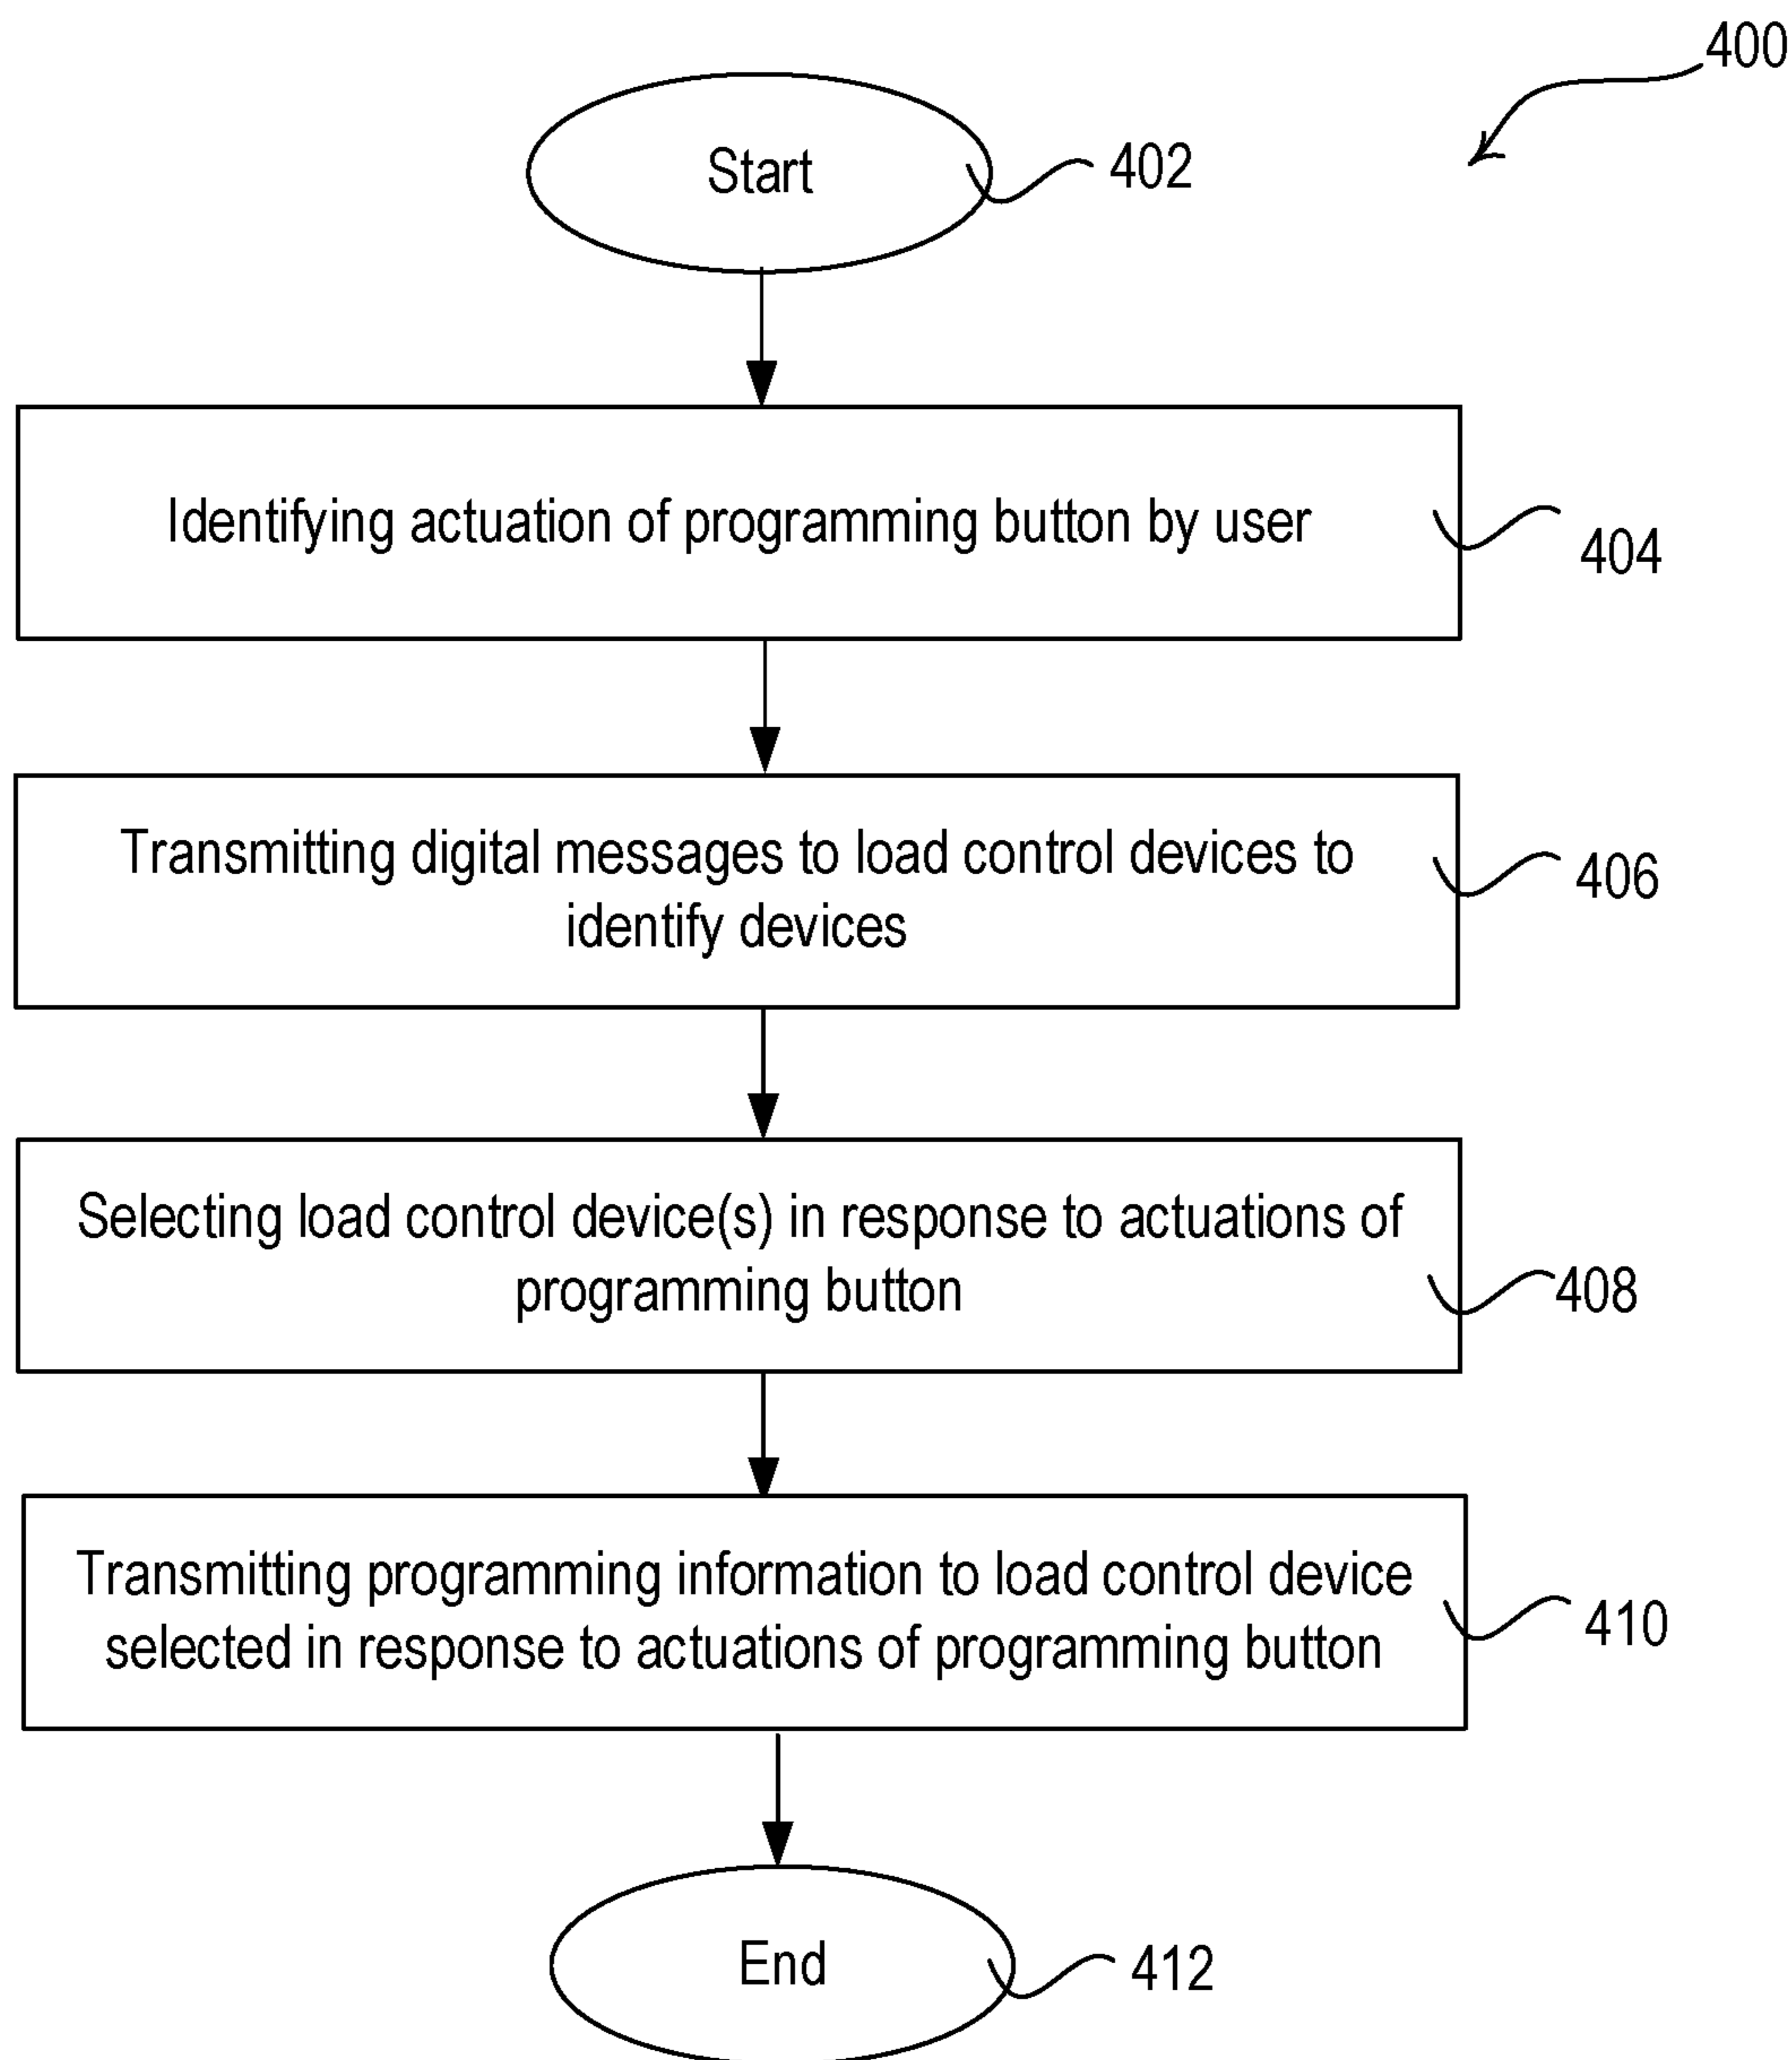 400
Start
402
Identifying actuation of programming button by user
404
Transmitting digital messages to load control devices to
identify devices
406
Selecting load control device(s) in response to actuations of
programming button
408
Transmitting programming information to load control device
selected in response to actuations of programming button
410
End
412